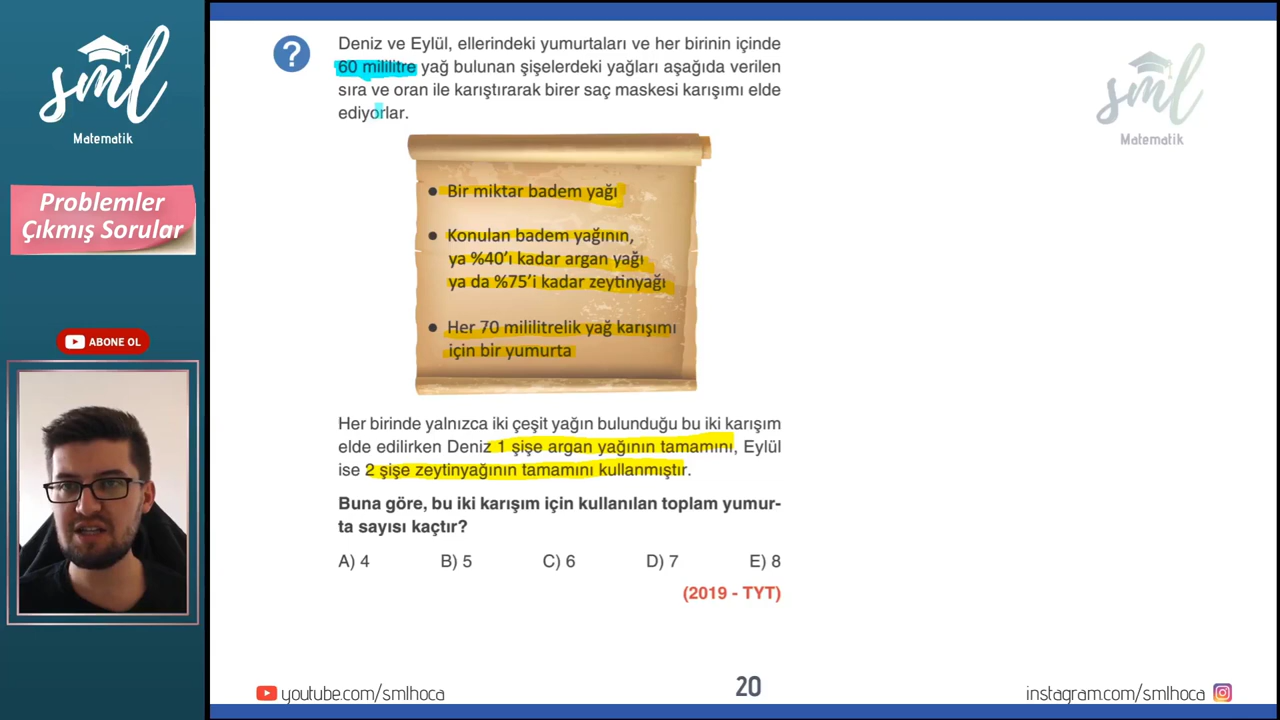 sml
Matematik
Problemler
Çıkmış Sorular
ABONE OL
?
Deniz ve Eylül, ellerindeki yumurtaları ve her birinin içinde
60 mililitre yağ bulunan şişelerdeki yağları aşağıda verilen
sıra ve oran ile karıştırarak birer saç maskesi karışımı elde
ediyorlar.
• Bir miktar badem yağı
• Konulan badem yağının,
ya %40'ı kadar argan yağı
ya da %75'i kadar zeytinyağı
• Her 70 mililitrelik yağ karışımı
için bir yumurta
Her birinde yalnızca iki çeşit yağın bulunduğu bu iki karışım
elde edilirken Deniz 1 şişe argan yağının tamamını, Eylül
ise 2 şişe zeytinyağının tamamını kullanmıştır.
Buna göre, bu iki karışım için kullanılan toplam yumur-
ta sayısı kaçtır?
A) 4 B) 5 C) 6 D) 7 E) 8
(2019 - TYT)
sml
Matematik
youtube.com/smlhoca
20
instagram.com/smlhoca